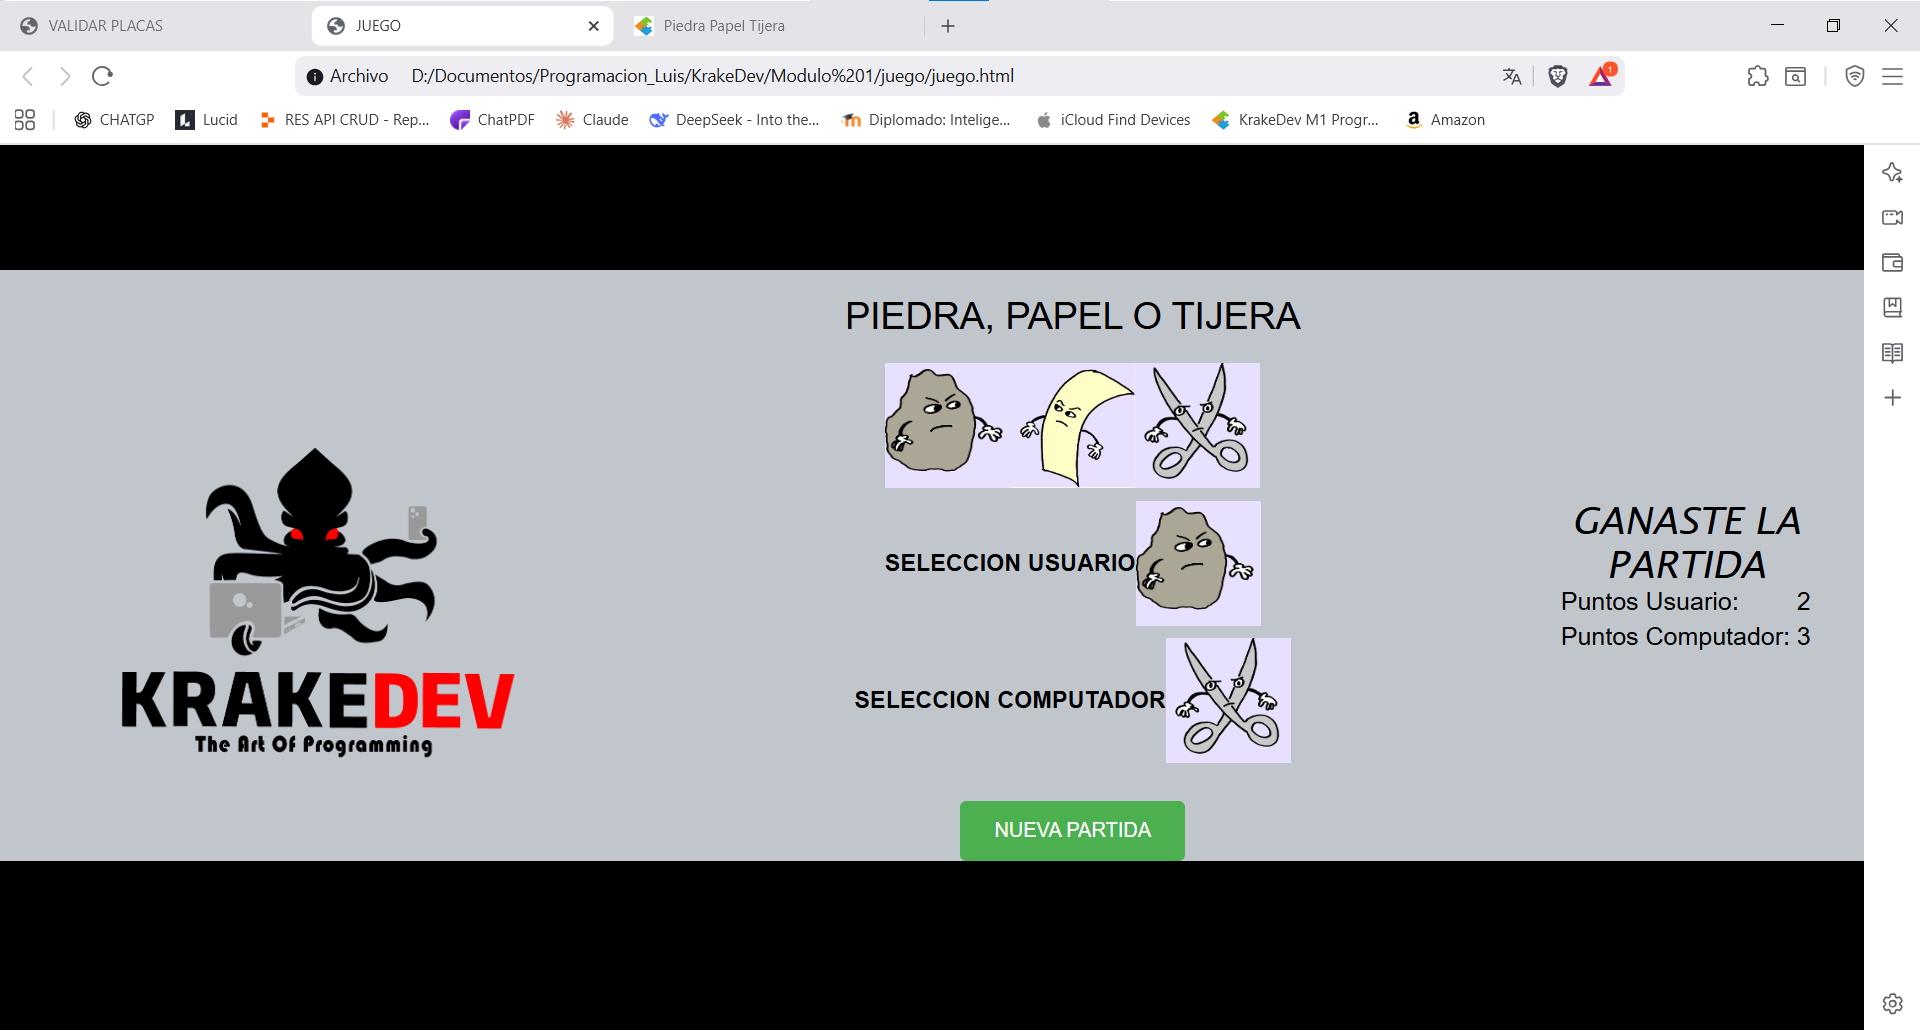 VALIDAR PLACAS
JUEGO
Piedra Papel Tijera
Archivo D:/Documentos/Programacion_Luis/KrakeDev/Modulo%201/juego/juego.html
1
CHATGP
Lucid
RES API CRUD - Rep...
ChatPDF
Claude
DeepSeek - Into the...
Diplomado: Intelige...
iCloud Find Devices
KrakeDev M1 Progr...
Amazon
PIEDRA, PAPEL O TIJERA
SELECCION USUARIO
SELECCION COMPUTADOR
NUEVA PARTIDA
KRAKEDEV
The Art Of Programming
GANASTE LA
PARTIDA
Puntos Usuario: 2
Puntos Computador: 3